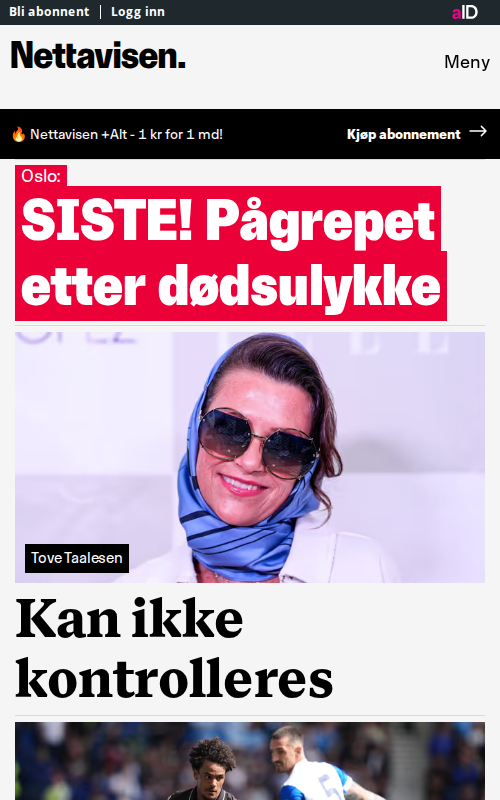 Bli abonnent | Logg inn
aID
Nettavisen.
Meny
🔥 Nettavisen +Alt - 1 kr for 1 md!
Kjøp abonnement →
Oslo:
SISTE! Pågrepet
etter dødsulykke
Tove Taalesen
Kan ikke
kontrolleres
5